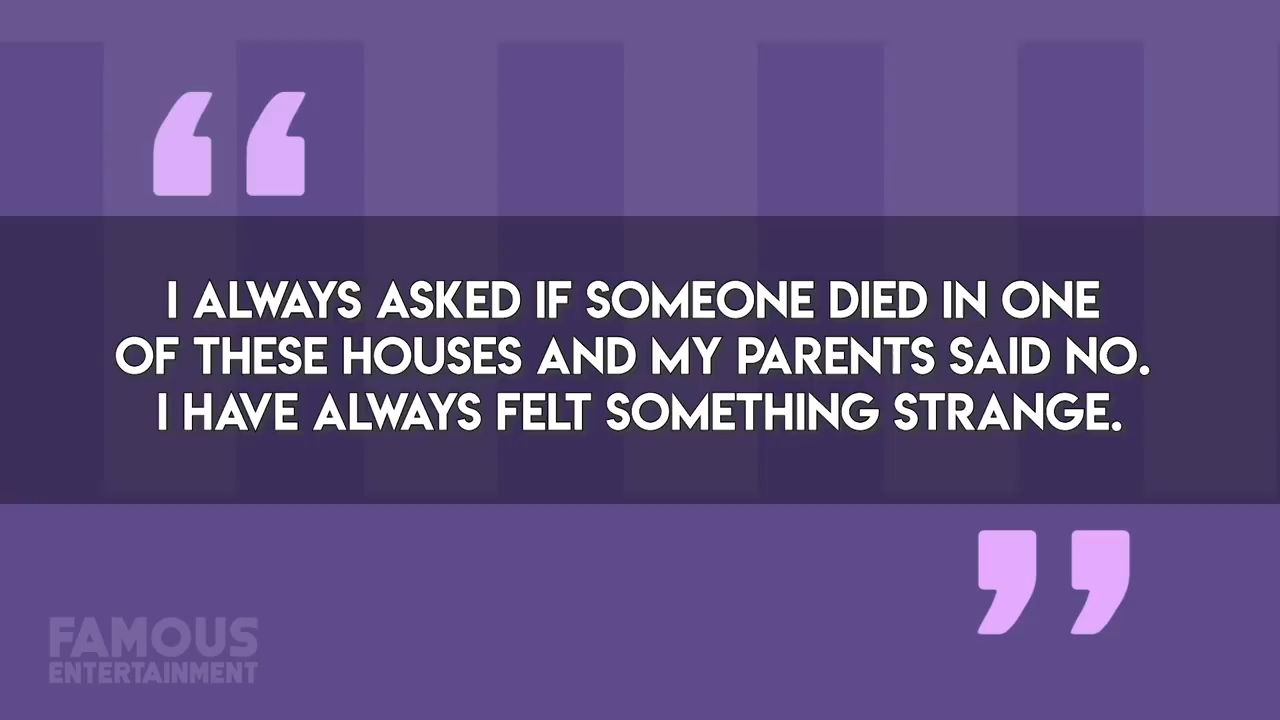 “
I ALWAYS ASKED IF SOMEONE DIED IN ONE
OF THESE HOUSES AND MY PARENTS SAID NO.
I HAVE ALWAYS FELT SOMETHING STRANGE.
”
FAMOUS
ENTERTAINMENT